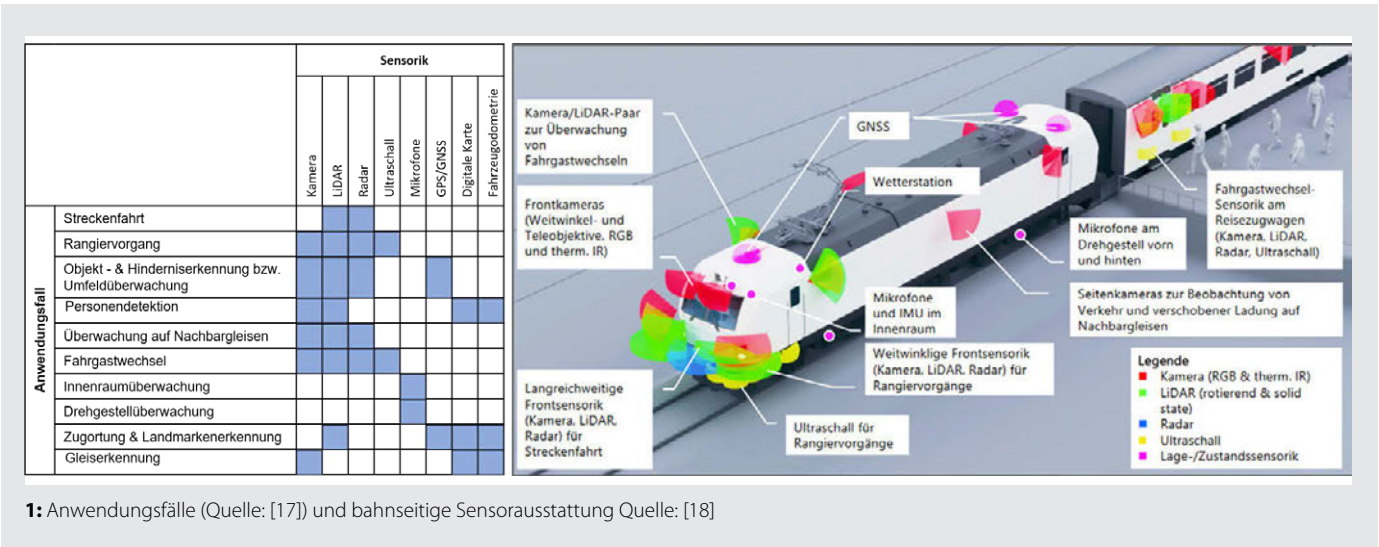 Sensorik
Kamera
LiDAR
Radar
Ultraschall
Mikrofone
GPS/GNSS
Digitale Karte
Fahrzeugodometrie
Anwendungsfall
Streckenfahrt
Rangiervorgang
Objekt - & Hinderniserkennung bzw.
Umfeldüberwachung
Personendetektion
Überwachung auf Nachbargleisen
Fahrgastwechsel
Innenraumüberwachung
Drehgestellüberwachung
Zugortung & Landmarkenerkennung
Gleiserkennung
Kamera/LiDAR-Paar
zur Überwachung
von
Fahrgastwechseln
GNSS
Wetterstation
Frontkameras
(Weitwinkel- und
Teleobjektive, RGB
und therm. IR)
Mikrofone am
Drehgestell vorn
und hinten
Fahrgastwechsel-
Sensorik am
Reisezugwagen
(Kamera, LiDAR,
Radar, Ultraschall)
Mikrofone
und IMU im
Innenraum
Seitenkameras zur Beobachtung von
Verkehr und verschobener Ladung auf
Nachbargleisen
Weitwinklige Frontsensorik
(Kamera, LiDAR, Radar) für
Rangiervorgänge
Langreichweitige
Frontsensorik
(Kamera, LiDAR,
Radar) für
Streckenfahrt
Ultraschall für
Rangiervorgänge
Legende
Kamera (RGB & therm. IR)
LiDAR (rotierend & solid
state)
Radar
Ultraschall
Lage-/Zustandssensorik
1: Anwendungsfälle (Quelle: [17]) und bahnseitige Sensorausstattung Quelle: [18]